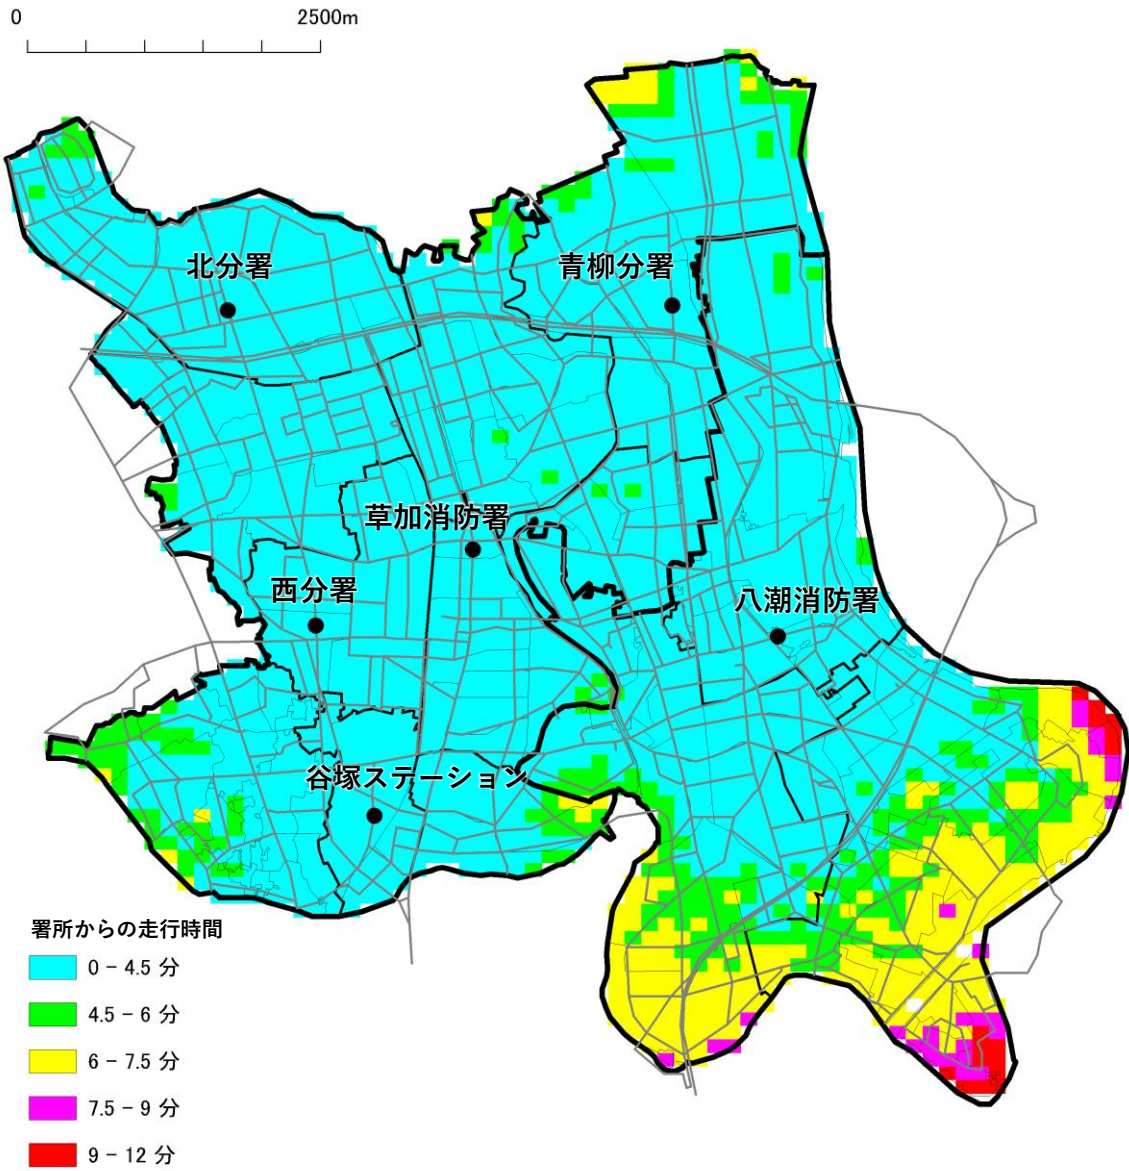 0 2500m
北分署
青柳分署
草加消防署
西分署
八潮消防署
谷塚ステーション
署所からの走行時間
0 − 4.5 分
4.5 − 6 分
6 − 7.5 分
7.5 − 9 分
9 − 12 分